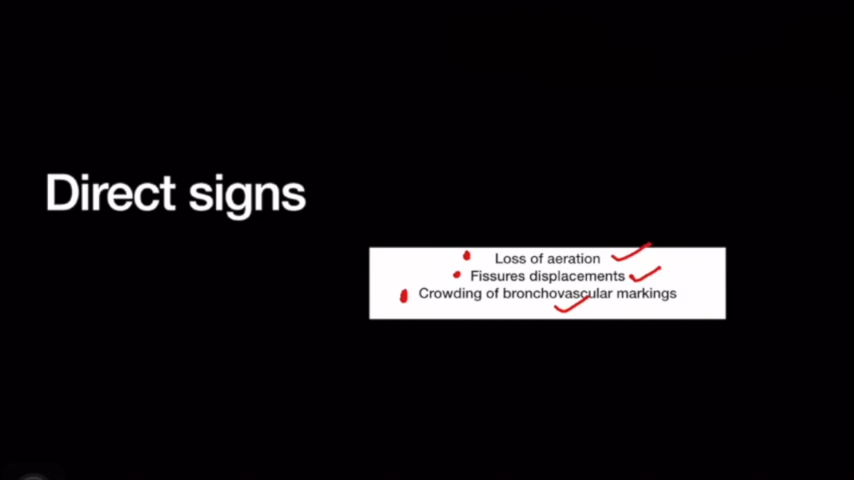 Direct signs
Loss of aeration
Fissures displacements
Crowding of bronchovascular markings